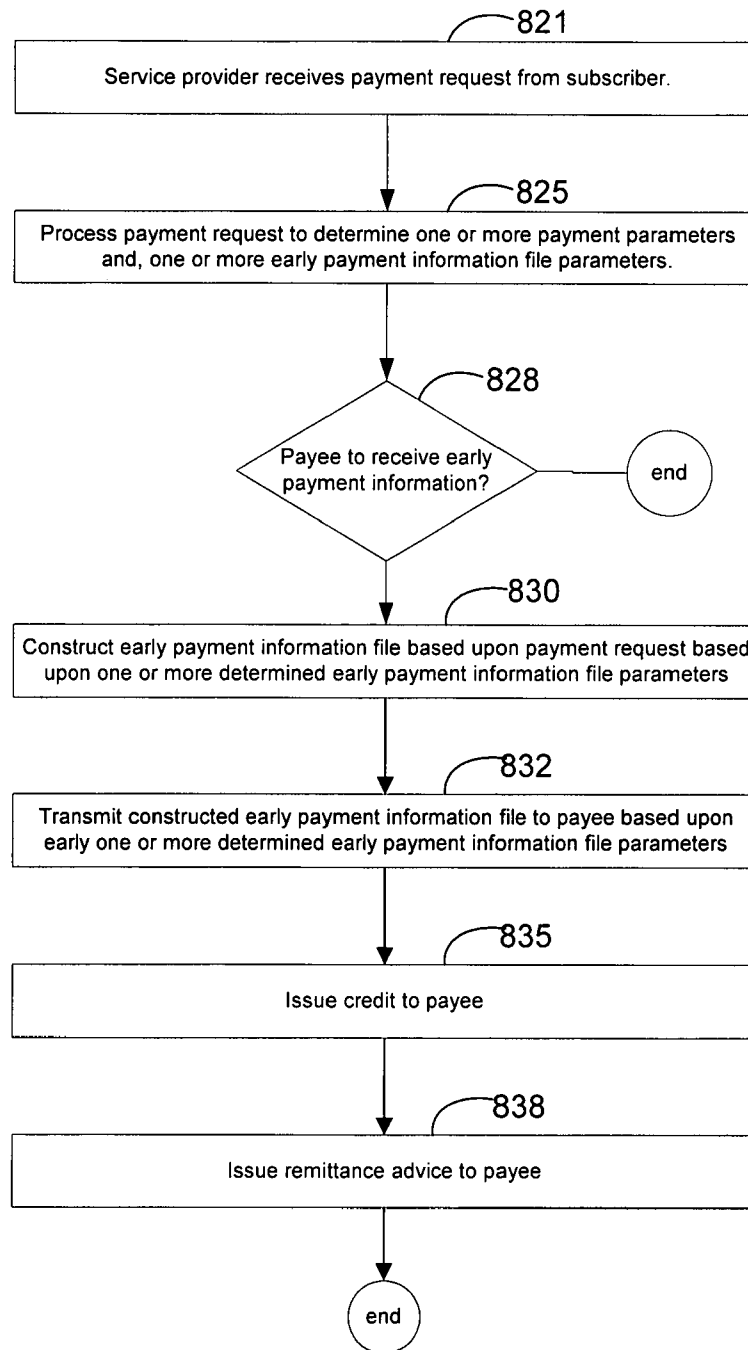 821
Service provider receives payment request from subscriber.
825
Process payment request to determine one or more payment parameters
and, one or more early payment information file parameters.
828
Payee to receive early
payment information?
end
830
Construct early payment information file based upon payment request based
upon one or more determined early payment information file parameters
832
Transmit constructed early payment information file to payee based upon
early one or more determined early payment information file parameters
835
Issue credit to payee
838
Issue remittance advice to payee
end